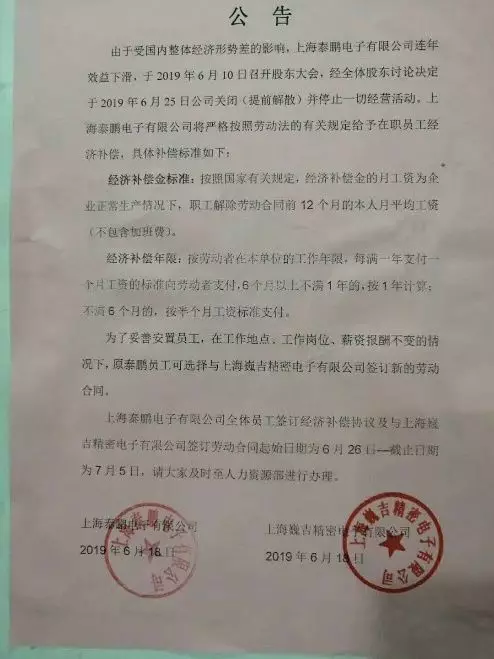 公 告
由于受国内整体经济形势差的影响，上海泰鹏电子有限公司连年
效益下滑，于 2019 年 6 月 10 日召开股东大会，经全体股东讨论决定
于 2019 年 6 月 25 日公司关闭（提前解散）并停止一切经营活动。上
海泰鹏电子有限公司将严格按照劳动法的有关规定给予在职员工经
济补偿，具体补偿标准如下：
经济补偿金标准：按照国家有关规定，经济补偿金的月工资为企
业正常生产情况下，职工解除劳动合同前 12 个月的本人月平均工资
（不包含加班费）。
经济补偿年限：按劳动者在本单位的工作年限，每满一年支付一
个月工资的标准向劳动者支付，6 个月以上不满 1 年的，按 1 年计算；
不满 6 个月的，按半个月工资标准支付。
为了妥善安置员工，在工作地点、工作岗位、薪资报酬不变的情
况下，原泰鹏员工可选择与上海巍吉精密电子有限公司签订新的劳动
合同。
上海泰鹏电子有限公司全体员工签订经济补偿协议及与上海巍
吉精密电子有限公司签订劳动合同起始日期为 6 月 26 日—截止日期
为 7 月 5 日，请大家及时至人力资源部进行办理。
上海泰鹏电子有限公司 上海巍吉精密电子有限公司
2019 年 6 月 18 日 2019 年 6 月 18 日
上海泰鹏电子有限公司
上海巍吉精密电子有限公司